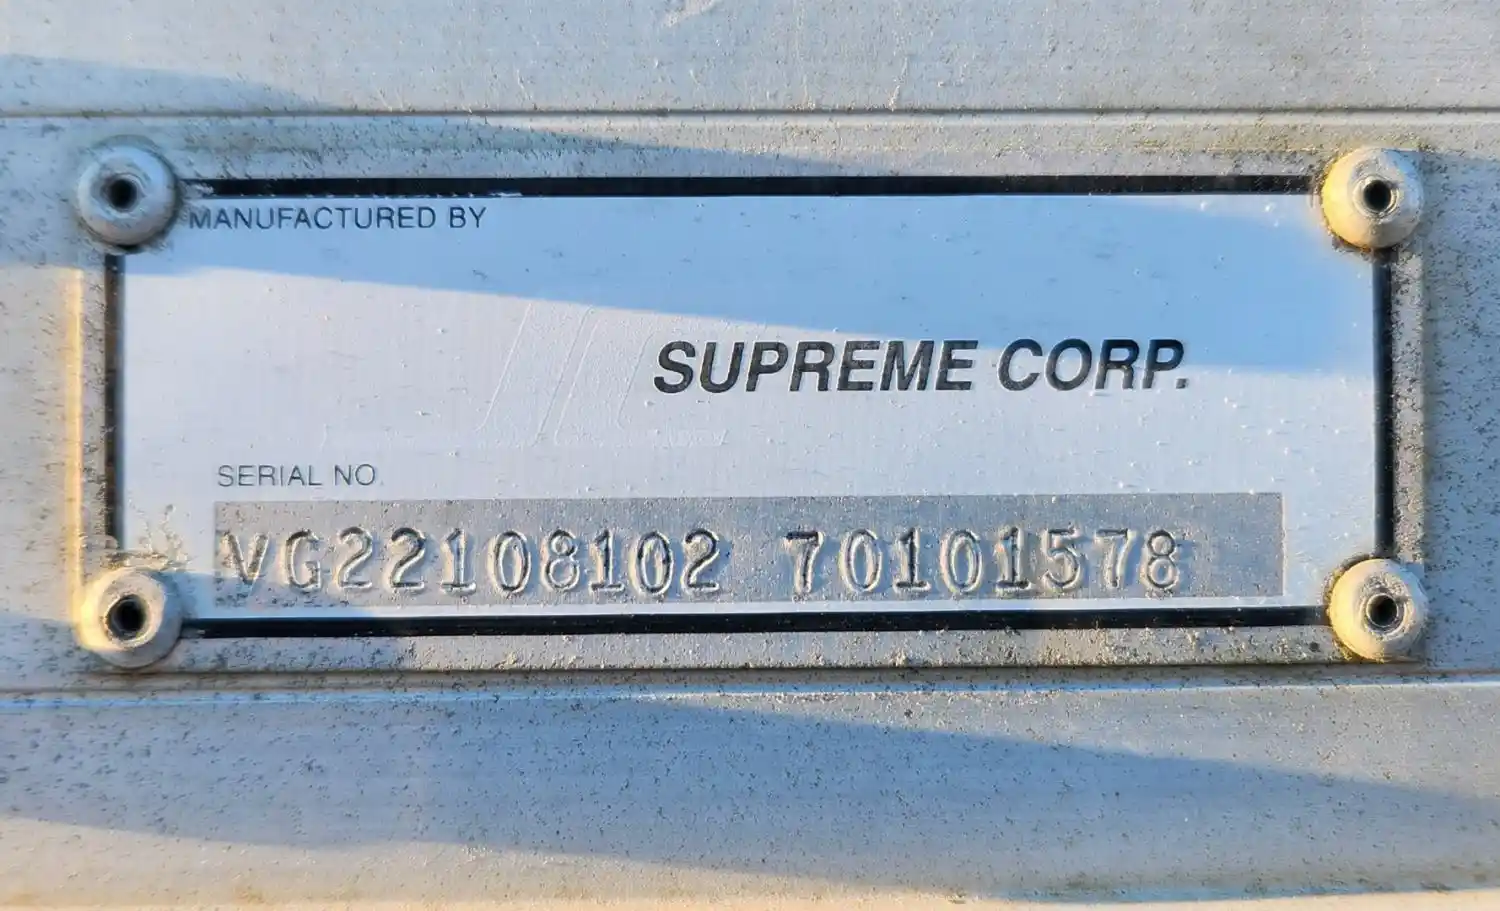 MANUFACTURED BY
SUPREME CORP.
SERIAL NO.
VG22108102 70101578